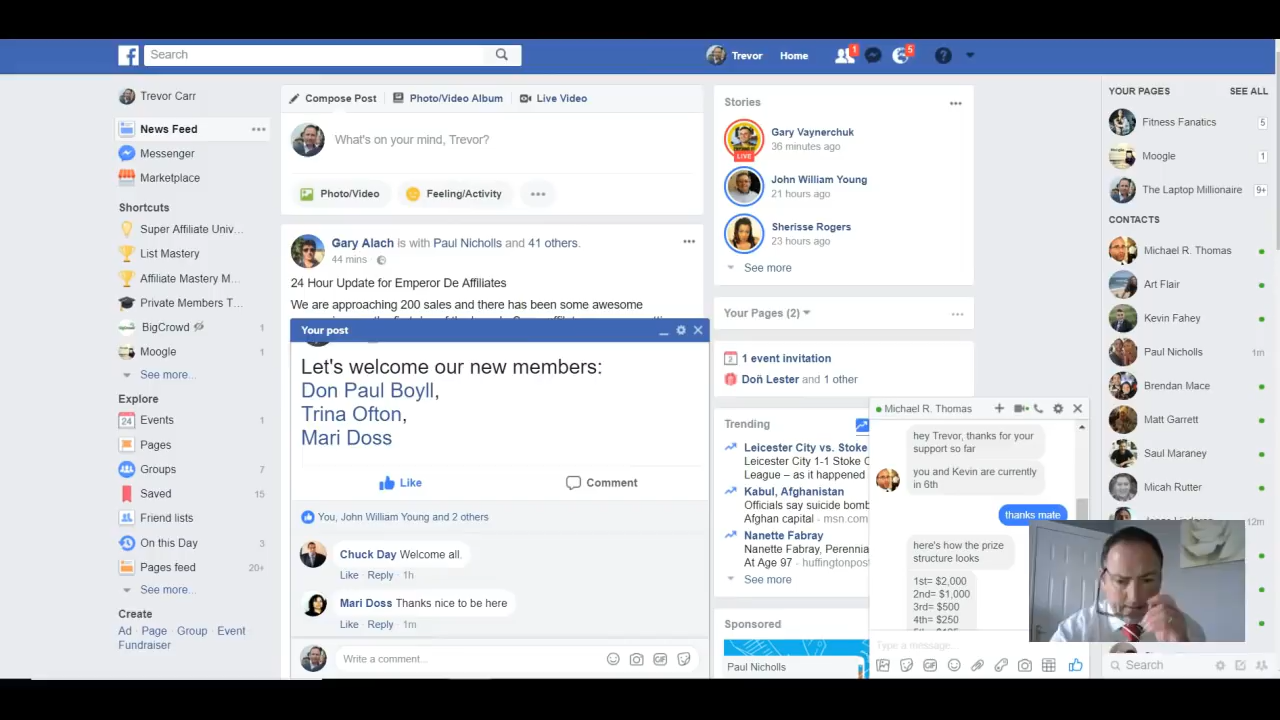 Search
Trevor
Home
1
5
Trevor Carr
News Feed
Messenger
Marketplace
Shortcuts
Super Affiliate Univ...
List Mastery
Affiliate Mastery M...
Private Members T...
BigCrowd 1
Moogle 1
See more...
Explore
24 Events 1
Pages
Groups 7
Saved 15
Friend lists
On this Day 3
Pages feed 20+
See more...
Create
Ad · Page · Group · Event
Fundraiser
Compose Post
Photo/Video Album
Live Video
What's on your mind, Trevor?
Photo/Video
Feeling/Activity
Gary Alach is with Paul Nicholls and 41 others.
44 mins
24 Hour Update for Emperor De Affiliates
We are approaching 200 sales and there has been some awesome
Your post
Let's welcome our new members:
Don Paul Boyll,
Trina Ofton,
Mari Doss
Like
Comment
You, John William Young and 2 others
Chuck Day Welcome all.
Like · Reply · 1h
Mari Doss Thanks nice to be here
Like · Reply · 1m
Write a comment...
GIF
Stories
Gary Vaynerchuk
LIVE
36 minutes ago
John William Young
21 hours ago
Sherisse Rogers
23 hours ago
See more
Your Pages (2)
2 1 event invitation
Doñ Lester and 1 other
Trending
Leicester City vs. Stoke
Leicester City 1-1 Stoke C
League – as it happened
Kabul, Afghanistan
Officials say suicide bomb
Afghan capital - msn.com
Nanette Fabray
Nanette Fabray, Perennia
At Age 97 - huffingtonpost
See more
Sponsored
Paul Nicholls
Michael R. Thomas
hey Trevor, thanks for your
support so far
you and Kevin are currently
in 6th
thanks mate
here's how the prize
structure looks
1st= $2,000
2nd= $1,000
3rd= $500
4th= $250
Type a message...
GIF
YOUR PAGES SEE ALL
Fitness Fanatics 5
Moogle 1
The Laptop Millionaire 9+
CONTACTS
Michael R. Thomas
Art Flair
Kevin Fahey
Paul Nicholls 1m
Brendan Mace
Matt Garrett
Saul Maraney
Micah Rutter
12m
Search